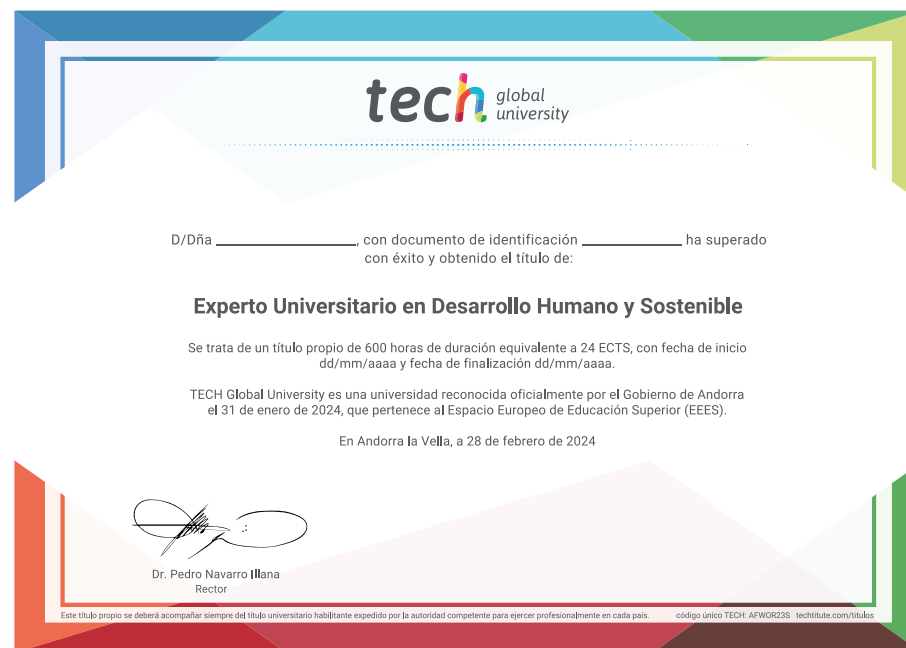 tech global university
D/Dña ____________________, con documento de identificación ______________ ha superado
con éxito y obtenido el título de:
Experto Universitario en Desarrollo Humano y Sostenible
Se trata de un título propio de 600 horas de duración equivalente a 24 ECTS, con fecha de inicio
dd/mm/aaaa y fecha de finalización dd/mm/aaaa.
TECH Global University es una universidad reconocida oficialmente por el Gobierno de Andorra
el 31 de enero de 2024, que pertenece al Espacio Europeo de Educación Superior (EEES).
En Andorra la Vella, a 28 de febrero de 2024
Dr. Pedro Navarro Illana
Rector
Este título propio se deberá acompañar siempre del título universitario habilitante expedido por la autoridad competente para ejercer profesionalmente en cada país. código único TECH: AFWOR23S techtitute.com/titulos